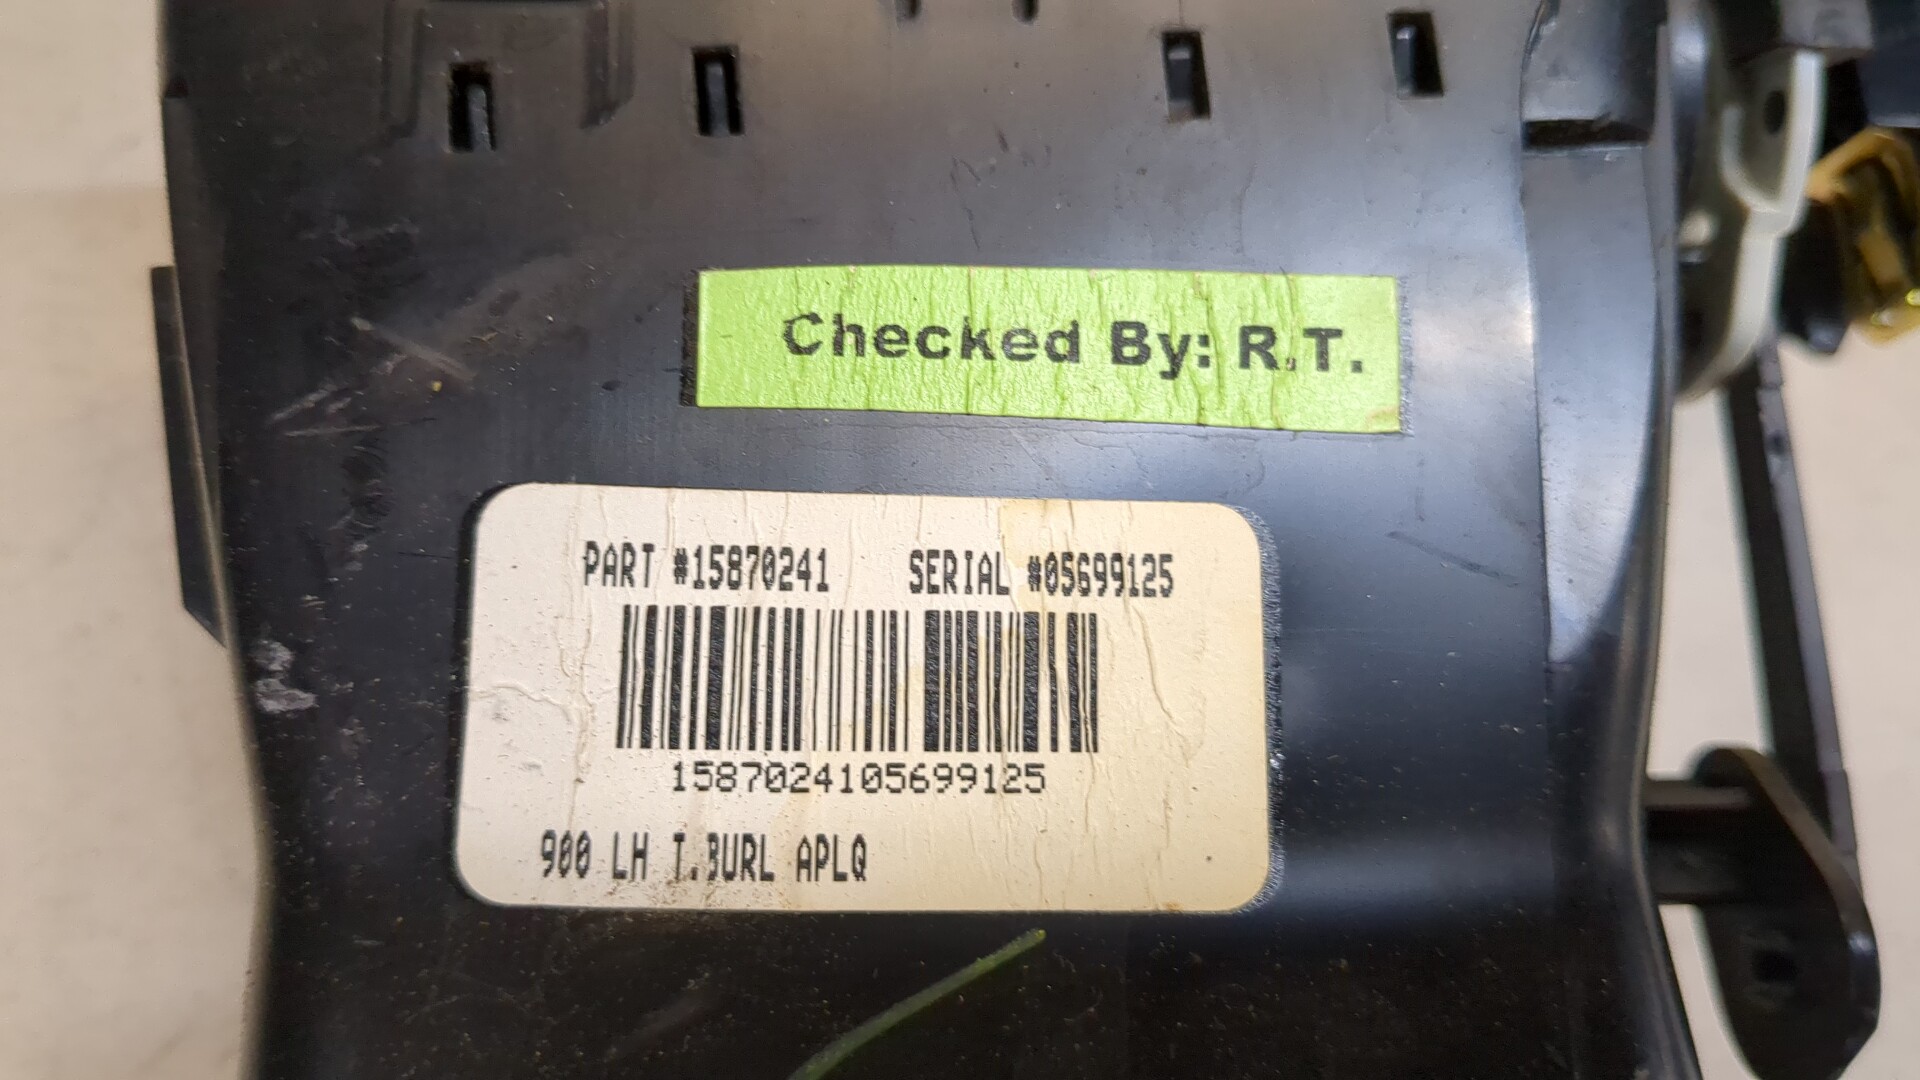 Checked By: R.T.
PART #15870241 SERIAL #05699125
1587024105699125
900 LH T.BURL APLQ